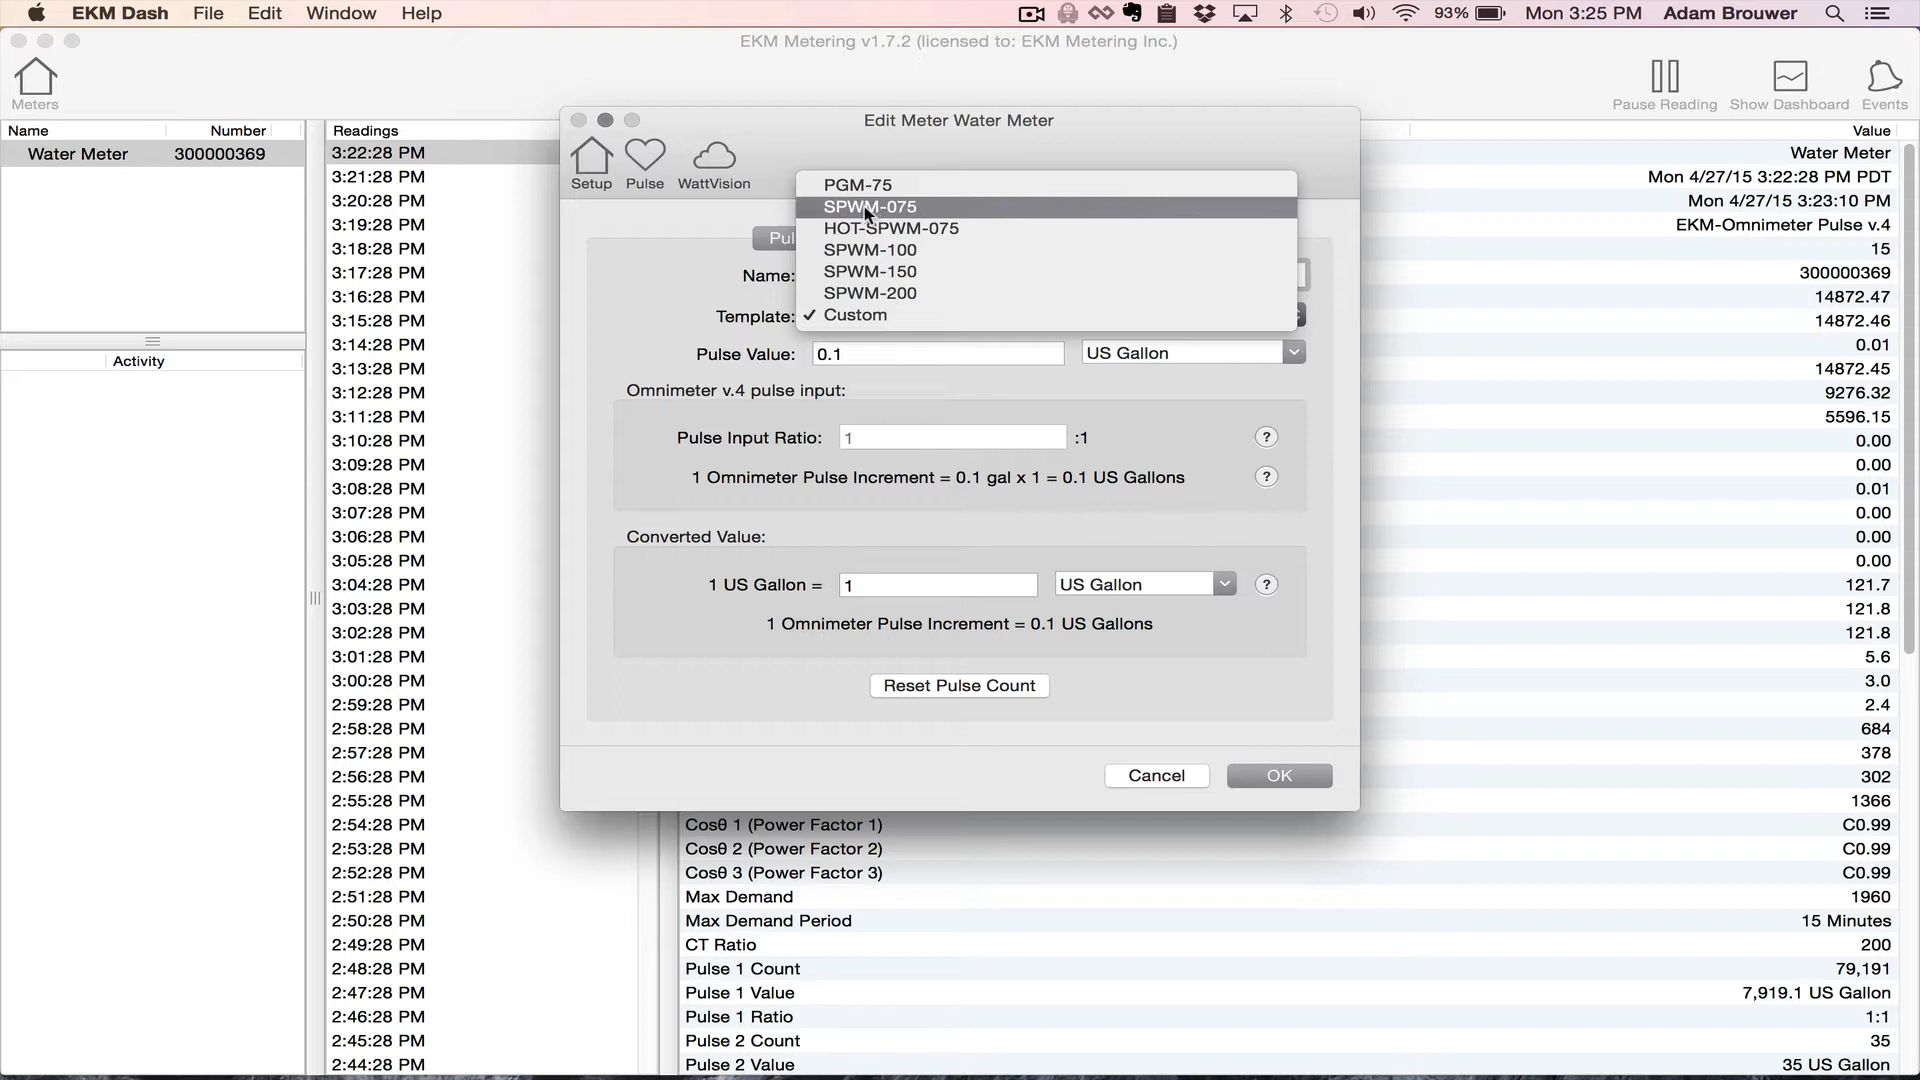 EKM Dash File Edit Window Help 93% Mon 3:25 PM Adam Brouwer
EKM Metering v1.7.2 (licensed to: EKM Metering Inc.)
Meters Pause Reading Show Dashboard Events
Name Number Readings Value
Water Meter 300000369
Activity
3:22:28 PM
3:21:28 PM
3:20:28 PM
3:19:28 PM
3:18:28 PM
3:17:28 PM
3:16:28 PM
3:15:28 PM
3:14:28 PM
3:13:28 PM
3:12:28 PM
3:11:28 PM
3:10:28 PM
3:09:28 PM
3:08:28 PM
3:07:28 PM
3:06:28 PM
3:05:28 PM
3:04:28 PM
3:03:28 PM
3:02:28 PM
3:01:28 PM
3:00:28 PM
2:59:28 PM
2:58:28 PM
2:57:28 PM
2:56:28 PM
2:55:28 PM
2:54:28 PM
2:53:28 PM
2:52:28 PM
2:51:28 PM
2:50:28 PM
2:49:28 PM
2:48:28 PM
2:47:28 PM
2:46:28 PM
2:45:28 PM
2:44:28 PM
Edit Meter Water Meter
Setup Pulse WattVision
PGM-75
SPWM-075
HOT-SPWM-075
SPWM-100
SPWM-150
SPWM-200
✓ Custom
Pul
Name:
Template:
Pulse Value: 0.1 US Gallon
Omnimeter v.4 pulse input:
Pulse Input Ratio: 1 :1 ?
1 Omnimeter Pulse Increment = 0.1 gal x 1 = 0.1 US Gallons ?
Converted Value:
1 US Gallon = 1 US Gallon ?
1 Omnimeter Pulse Increment = 0.1 US Gallons
Reset Pulse Count
Cancel OK
Water Meter
Mon 4/27/15 3:22:28 PM PDT
Mon 4/27/15 3:23:10 PM
EKM-Omnimeter Pulse v.4
15
300000369
14872.47
14872.46
0.01
14872.45
9276.32
5596.15
0.00
0.00
0.01
0.00
0.00
0.00
121.7
121.8
121.8
5.6
3.0
2.4
684
378
302
1366
Cosθ 1 (Power Factor 1) C0.99
Cosθ 2 (Power Factor 2) C0.99
Cosθ 3 (Power Factor 3) C0.99
Max Demand 1960
Max Demand Period 15 Minutes
CT Ratio 200
Pulse 1 Count 79,191
Pulse 1 Value 7,919.1 US Gallon
Pulse 1 Ratio 1:1
Pulse 2 Count 35
Pulse 2 Value 35 US Gallon